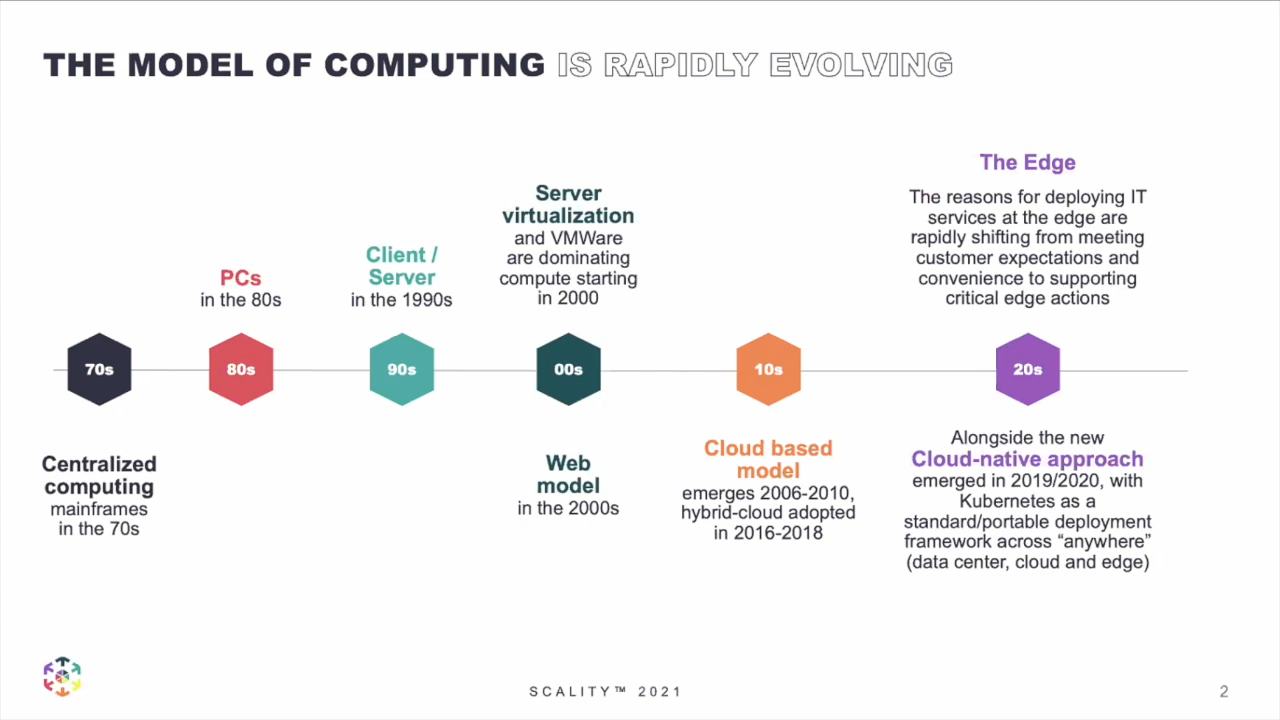 THE MODEL OF COMPUTING IS RAPIDLY EVOLVING
The Edge
The reasons for deploying IT
services at the edge are
rapidly shifting from meeting
customer expectations and
convenience to supporting
critical edge actions
Server
virtualization
and VMWare
are dominating
compute starting
in 2000
Client /
Server
in the 1990s
PCs
in the 80s
70s
80s
90s
00s
10s
20s
Centralized
computing
mainframes
in the 70s
Web
model
in the 2000s
Cloud based
model
emerges 2006-2010,
hybrid-cloud adopted
in 2016-2018
Alongside the new
Cloud-native approach
emerged in 2019/2020, with
Kubernetes as a
standard/portable deployment
framework across “anywhere”
(data center, cloud and edge)
SCALITY™ 2021
2